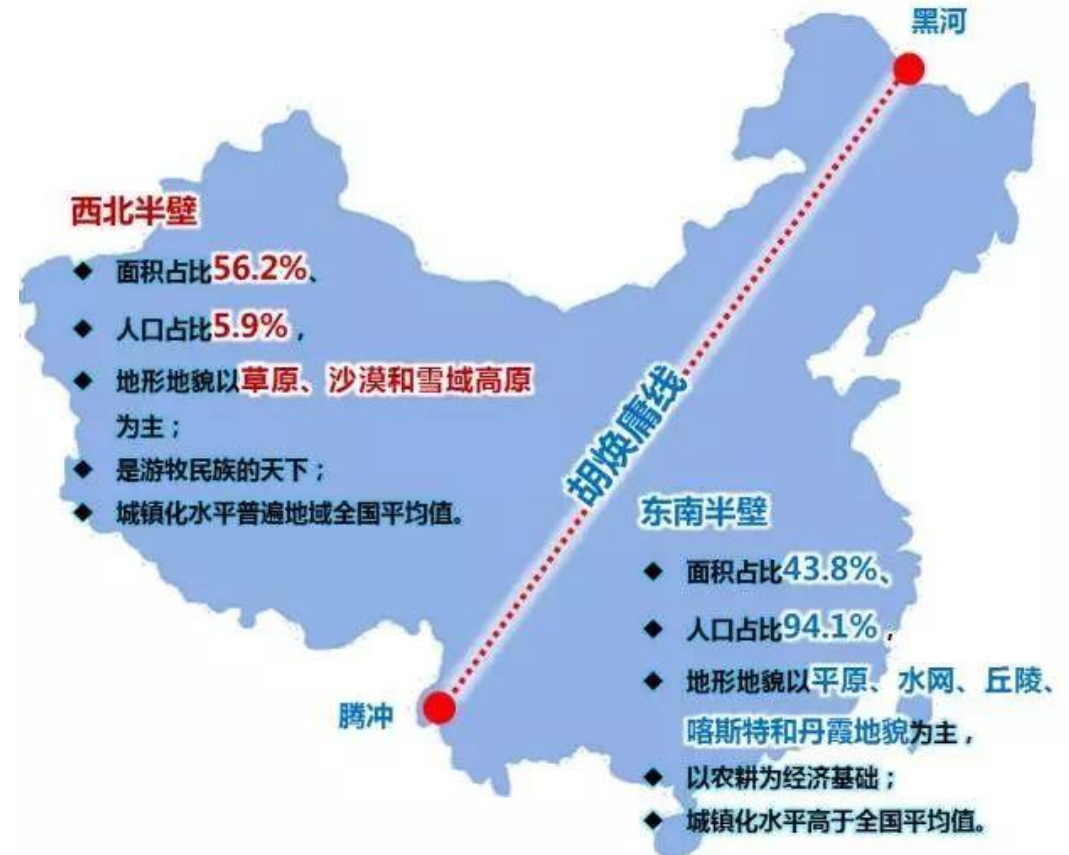 黑河
西北半壁
◆ 面积占比56.2%、
◆ 人口占比5.9%，
◆ 地形地貌以草原、沙漠和雪域高原
为主；
◆ 是游牧民族的天下；
◆ 城镇化水平普遍地域全国平均值。
胡焕庸线
东南半壁
◆ 面积占比43.8%、
◆ 人口占比94.1%，
◆ 地形地貌以平原、水网、丘陵、
喀斯特和丹霞地貌为主，
◆ 以农耕为经济基础；
◆ 城镇化水平高于全国平均值。
腾冲